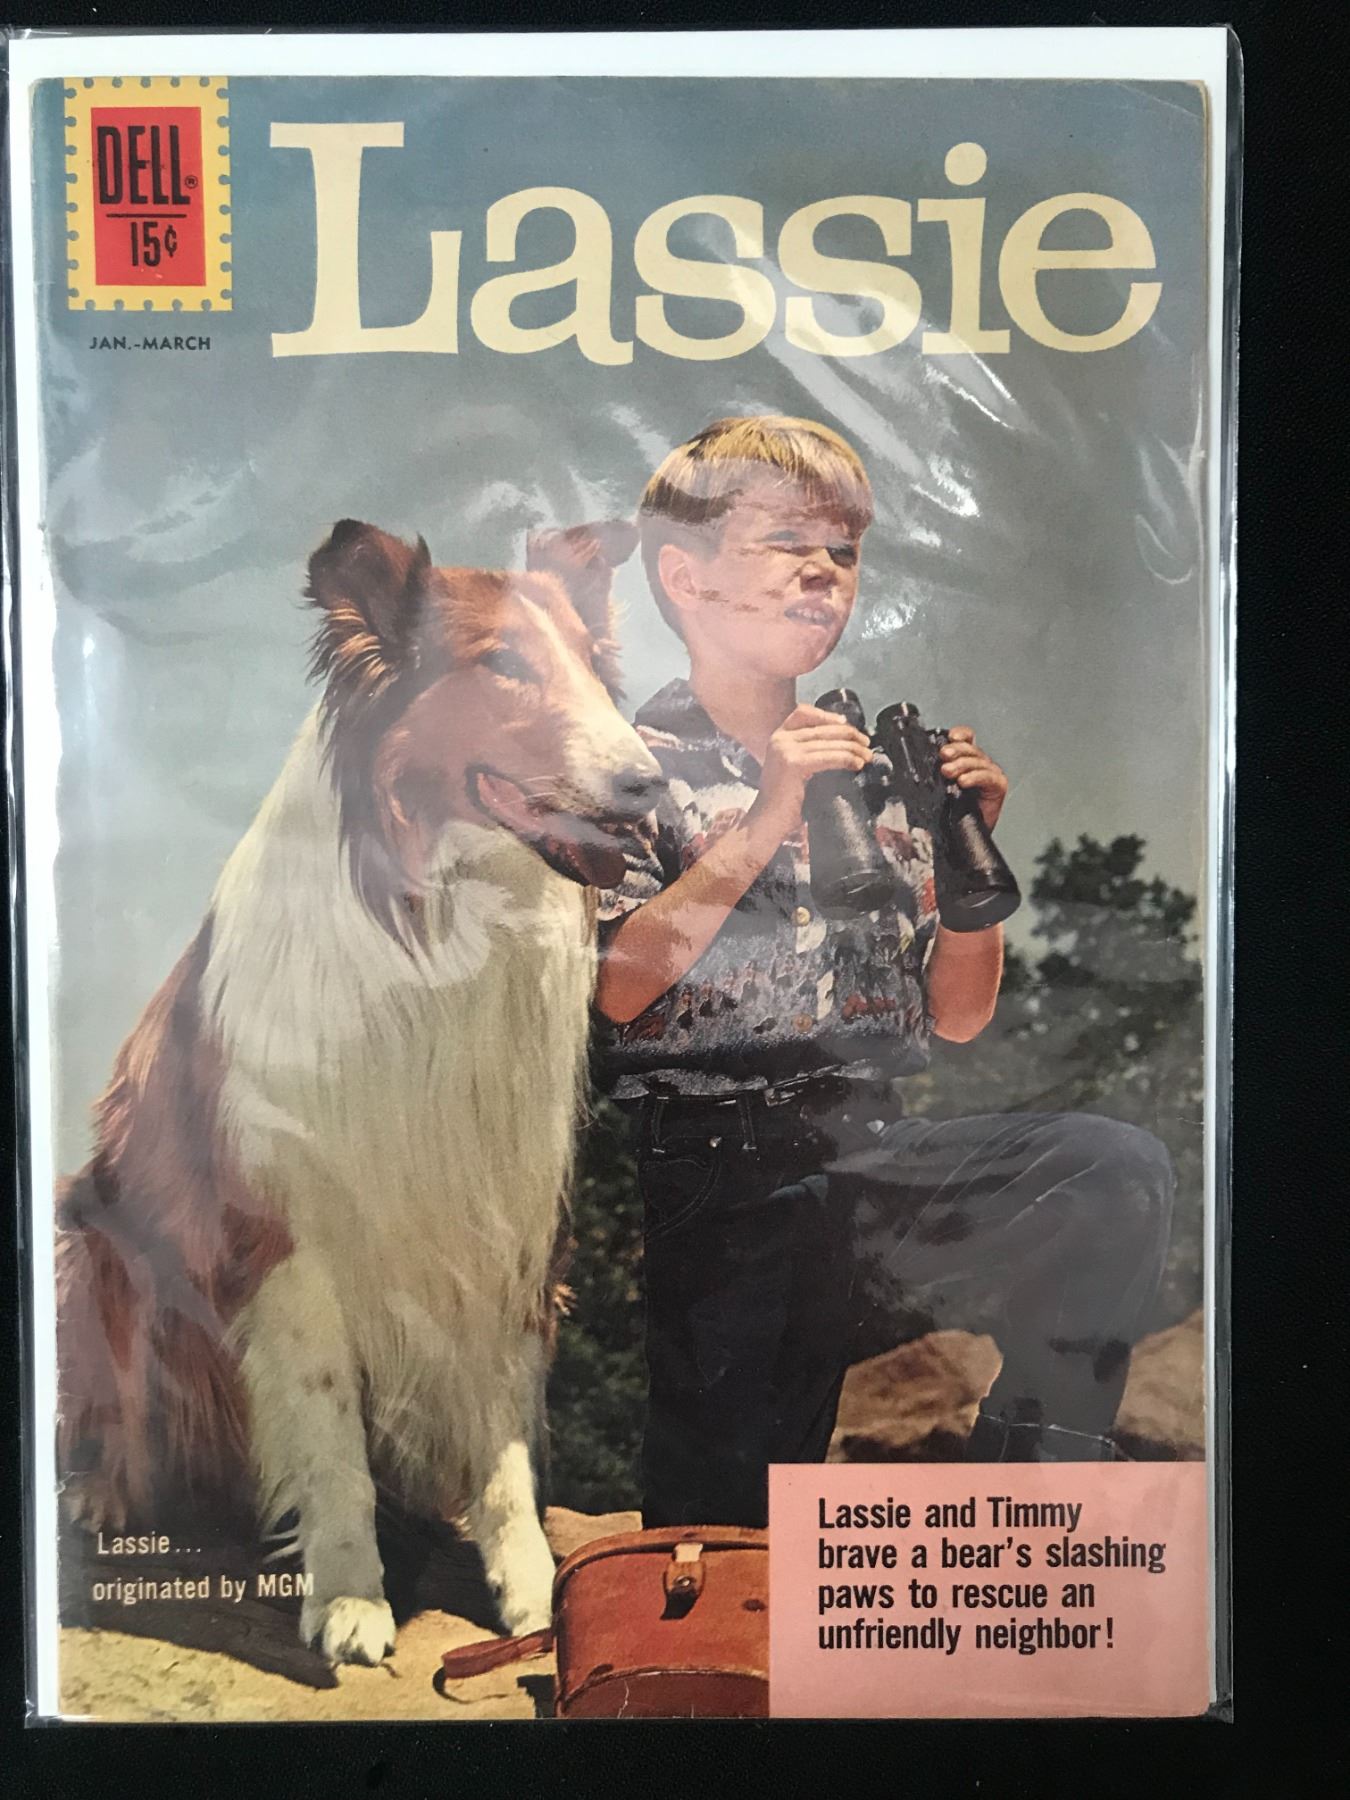 DELL®
15¢
JAN.-MARCH
Lassie
Lassie...
originated by MGM
Lassie and Timmy
brave a bear's slashing
paws to rescue an
unfriendly neighbor!